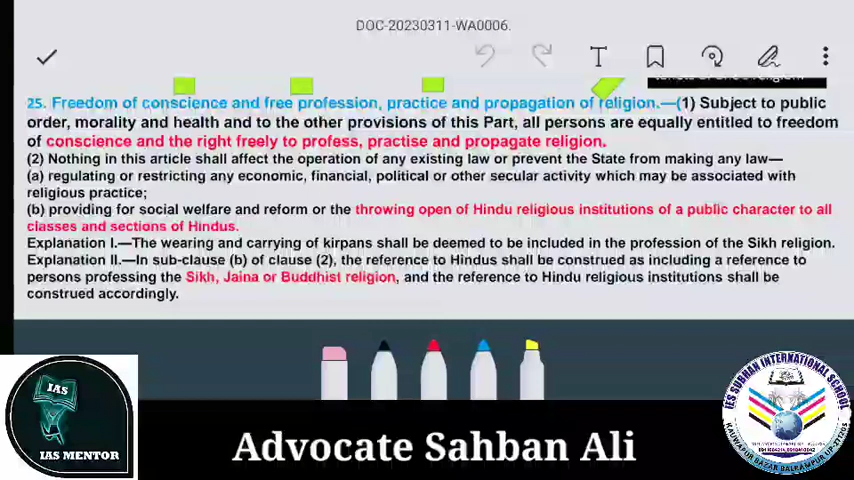 DOC-20230311-WA0006.
T
25. Freedom of conscience and free profession, practice and propagation of religion.—(1) Subject to public
order, morality and health and to the other provisions of this Part, all persons are equally entitled to freedom
of conscience and the right freely to profess, practise and propagate religion.
(2) Nothing in this article shall affect the operation of any existing law or prevent the State from making any law—
(a) regulating or restricting any economic, financial, political or other secular activity which may be associated with
religious practice;
(b) providing for social welfare and reform or the throwing open of Hindu religious institutions of a public character to all
classes and sections of Hindus.
Explanation I.—The wearing and carrying of kirpans shall be deemed to be included in the profession of the Sikh religion.
Explanation II.—In sub-clause (b) of clause (2), the reference to Hindus shall be construed as including a reference to
persons professing the Sikh, Jaina or Buddhist religion, and the reference to Hindu religious institutions shall be
construed accordingly.
IAS
IAS MENTOR
Advocate Sahban Ali
IES SUBHAN INTERNATIONAL SCHOOL
KAUWAPUR BAZAR BALRAMPUR UP-271205